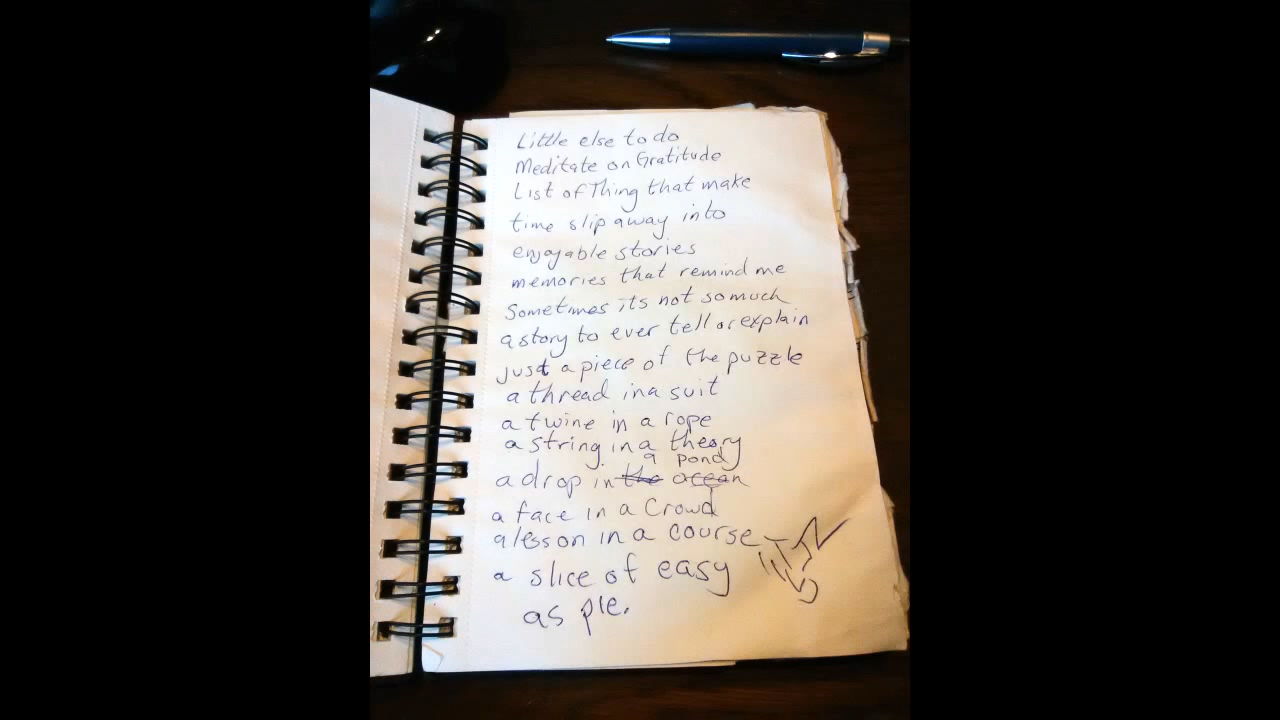 Little else to do
Meditate on Gratitude
List of Thing that make
time slip away into
enjoyable stories
memories that remind me
Sometimes its not so much
a story to ever tell or explain
just a piece of the puzzle
a thread in a suit
a twine in a rope
a string in a theory
a pond
a drop in the ocean
a face in a Crowd
a lesson in a course
a slice of easy
as pie.